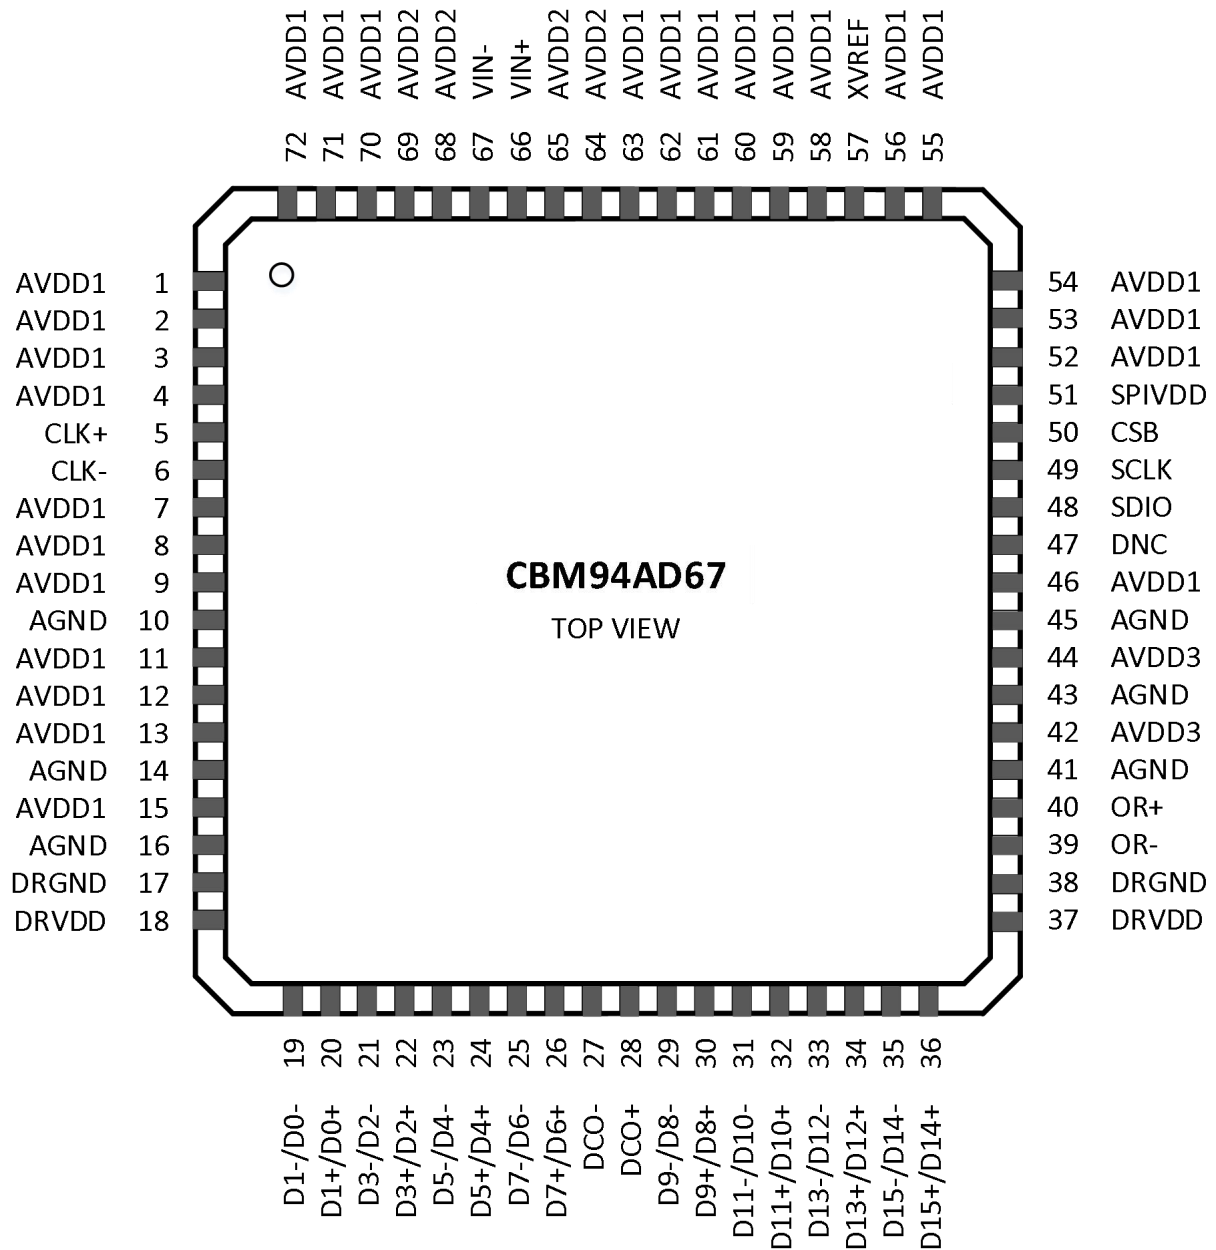 AVDD1 AVDD1 AVDD1 AVDD2 AVDD2 VIN- VIN+ AVDD2 AVDD2 AVDD1 AVDD1 AVDD1 AVDD1 AVDD1 AVDD1 XVREF AVDD1 AVDD1
72 71 70 69 68 67 66 65 64 63 62 61 60 59 58 57 56 55
AVDD1 1 54 AVDD1
AVDD1 2 53 AVDD1
AVDD1 3 52 AVDD1
AVDD1 4 51 SPIVDD
CLK+ 5 50 CSB
CLK- 6 49 SCLK
AVDD1 7 48 SDIO
AVDD1 8 47 DNC
AVDD1 9 46 AVDD1
CBM94AD67
AGND 10 45 AGND
TOP VIEW
AVDD1 11 44 AVDD3
AVDD1 12 43 AGND
AVDD1 13 42 AVDD3
AGND 14 41 AGND
AVDD1 15 40 OR+
AGND 16 39 OR-
DRGND 17 38 DRGND
DRVDD 18 37 DRVDD
19 20 21 22 23 24 25 26 27 28 29 30 31 32 33 34 35 36
D1-/D0- D1+/D0+ D3-/D2- D3+/D2+ D5-/D4- D5+/D4+ D7-/D6- D7+/D6+ DCO- DCO+ D9-/D8- D9+/D8+ D11-/D10- D11+/D10+ D13-/D12- D13+/D12+ D15-/D14- D15+/D14+